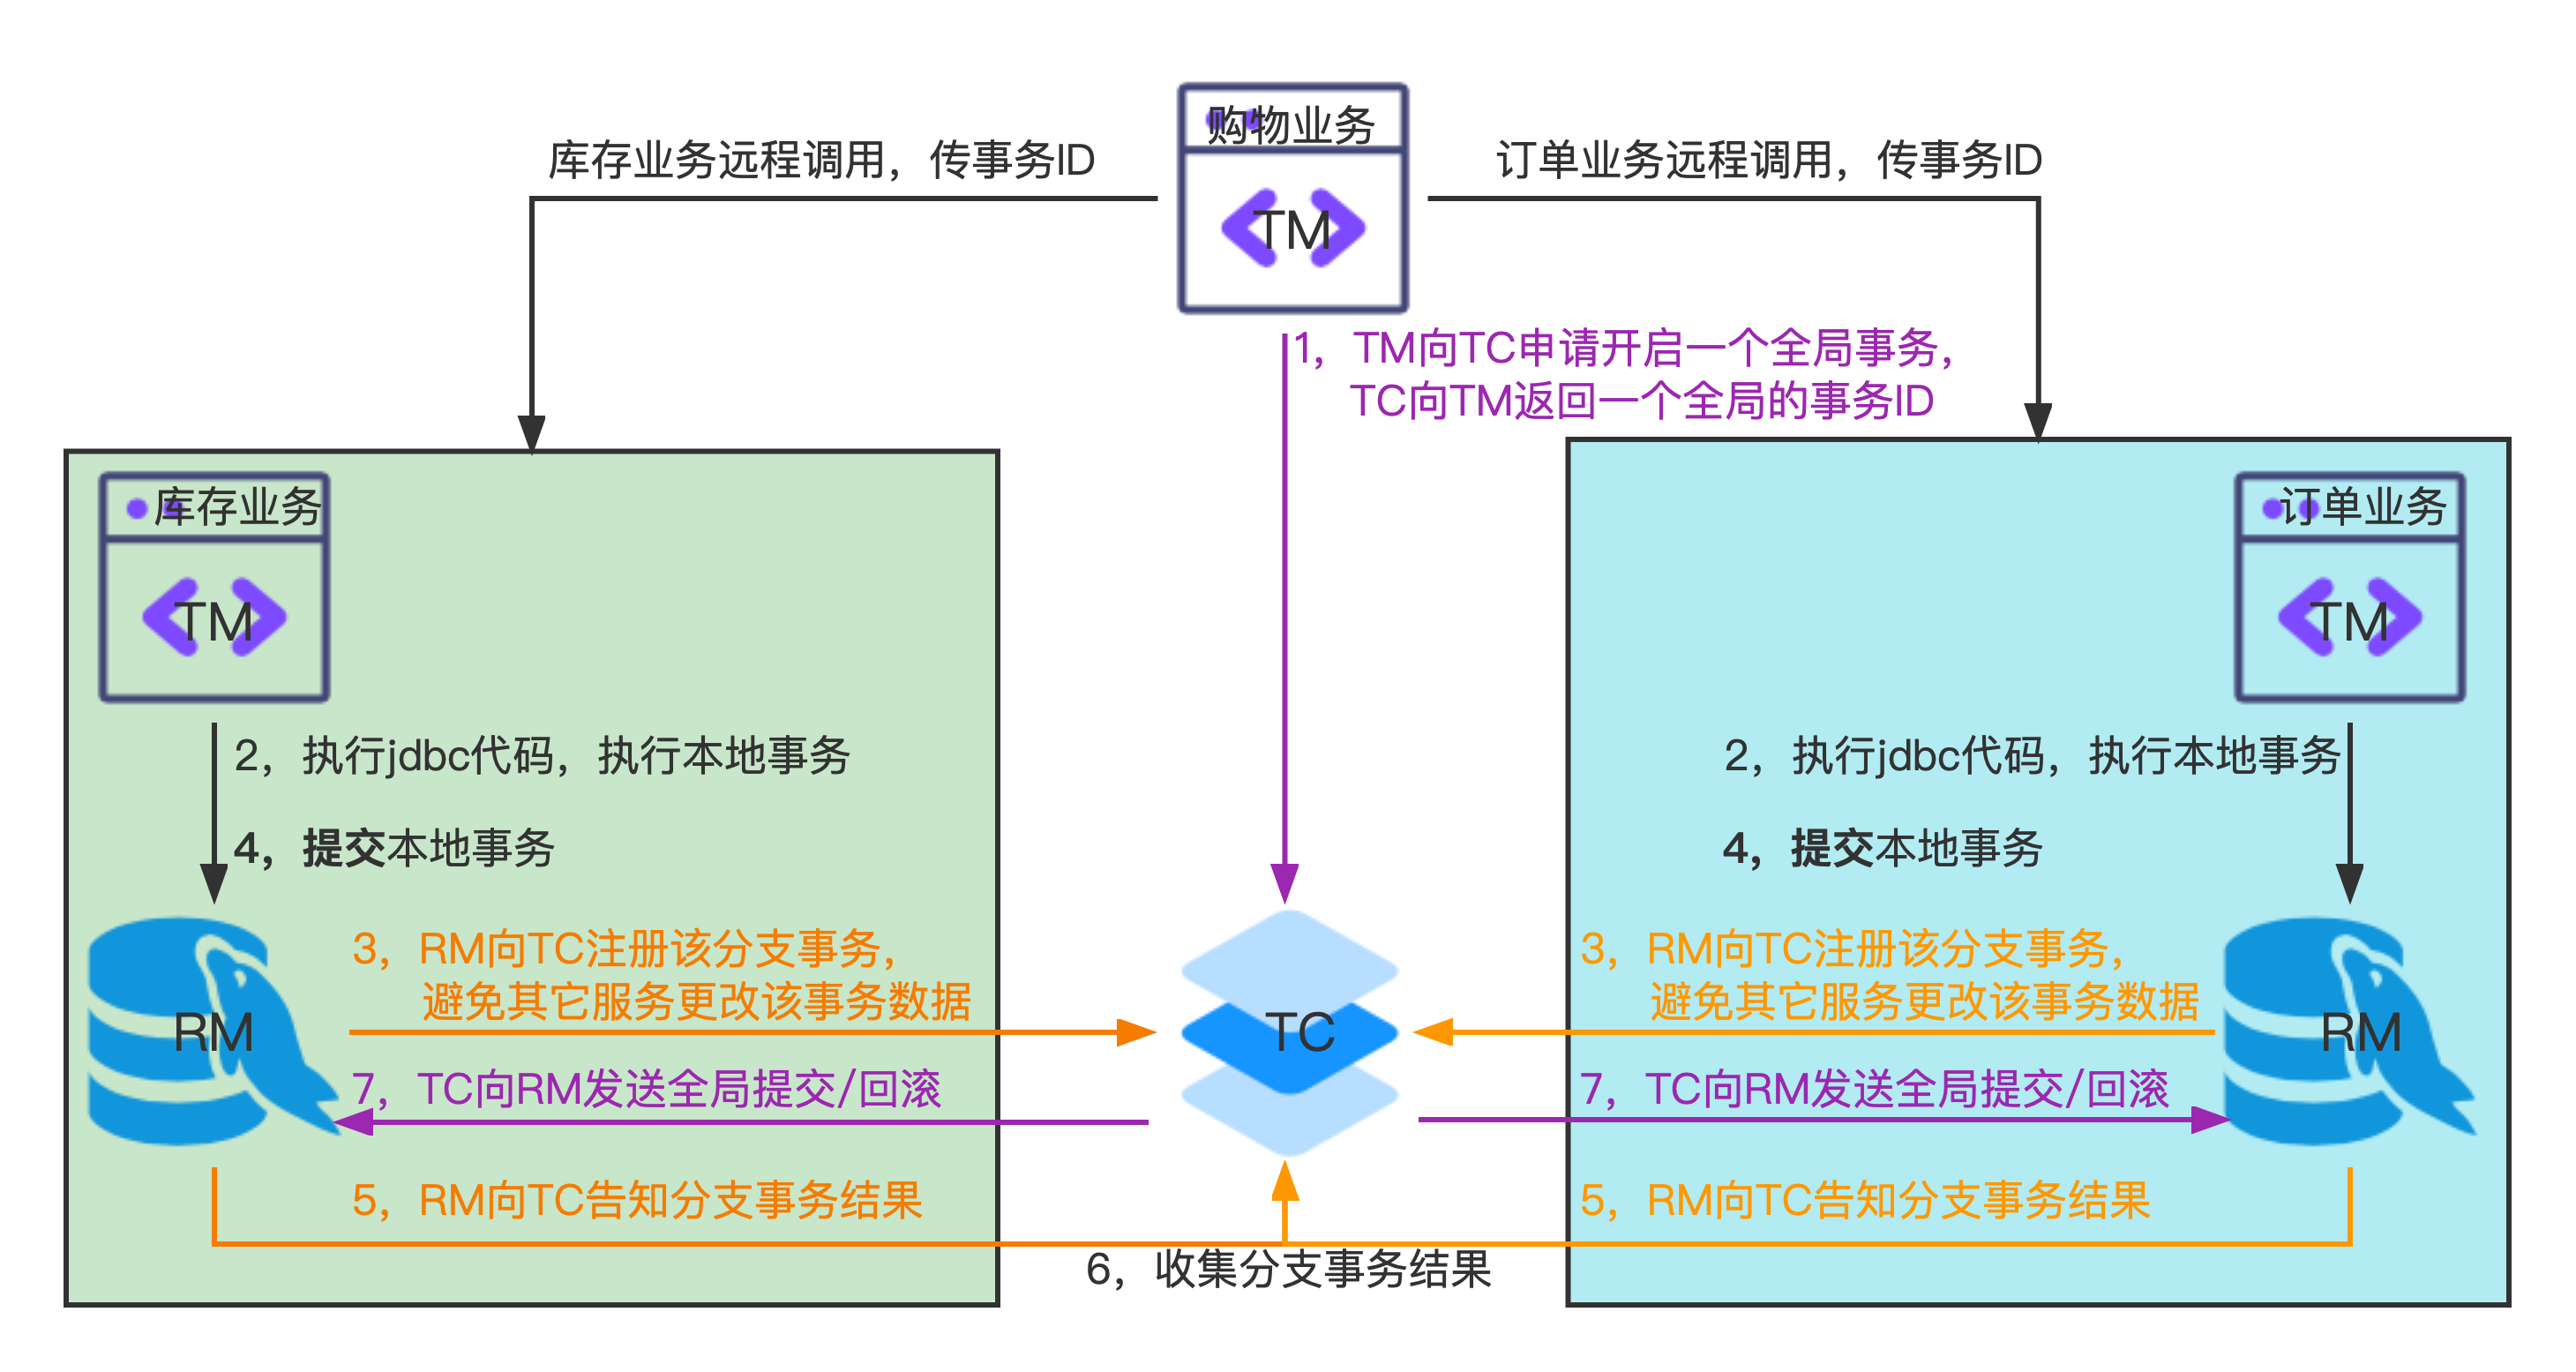 购物业务
TM
库存业务远程调用，传事务ID
订单业务远程调用，传事务ID
1，TM向TC申请开启一个全局事务，
TC向TM返回一个全局的事务ID
库存业务
TM
2，执行jdbc代码，执行本地事务
4，提交本地事务
RM
3，RM向TC注册该分支事务，
避免其它服务更改该事务数据
7，TC向RM发送全局提交/回滚
5，RM向TC告知分支事务结果
TC
6，收集分支事务结果
订单业务
TM
2，执行jdbc代码，执行本地事务
4，提交本地事务
3，RM向TC注册该分支事务，
避免其它服务更改该事务数据
RM
7，TC向RM发送全局提交/回滚
5，RM向TC告知分支事务结果